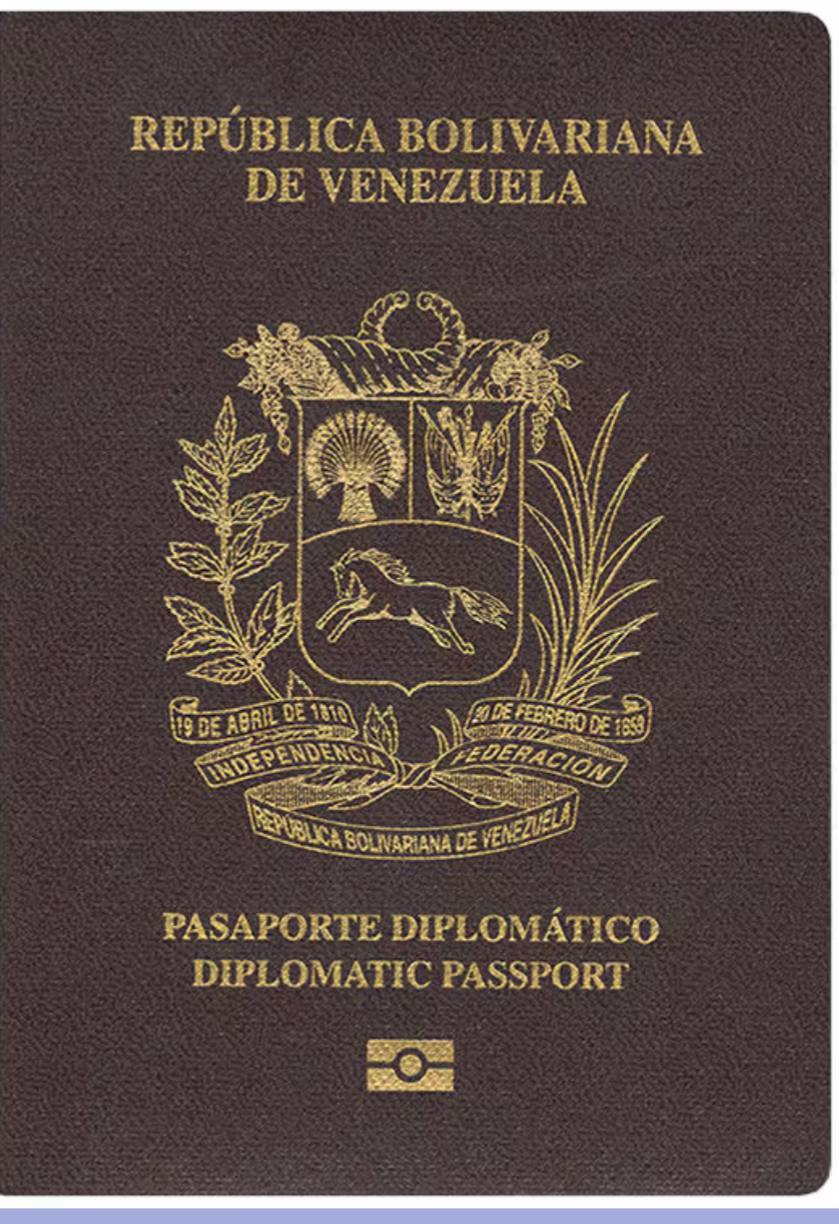 REPÚBLICA BOLIVARIANA
DE VENEZUELA
19 DE ABRIL DE 1810
20 DE FEBRERO DE 1859
INDEPENDENCIA
FEDERACIÓN
REPÚBLICA BOLIVARIANA DE VENEZUELA
PASAPORTE DIPLOMÁTICO
DIPLOMATIC PASSPORT